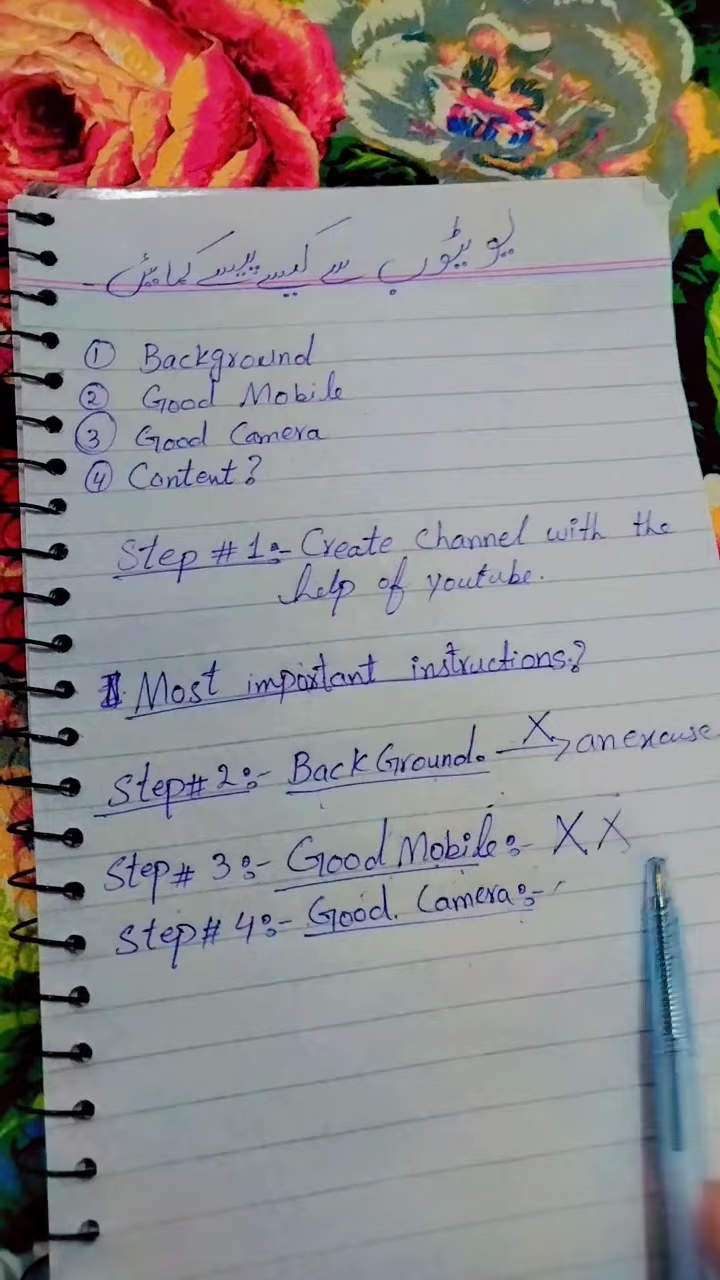 یوٹیوب سے کیسے پیسے کمائیں -
① Background
② Good Mobile
③ Good Camera
④ Content?
Step # 1:- Create channel with the
help of youtube.
Most important instructions:?
Step# 2:- BackGround. X → an excuse
Step# 3:- Good Mobile:- X X
Step# 4:- Good. Camera:-